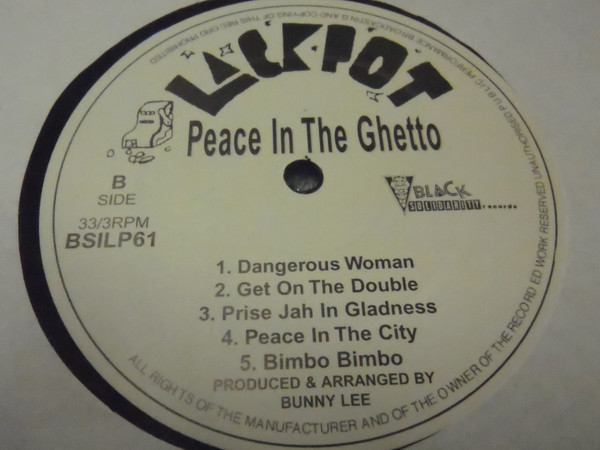 JACK-POT
Peace In The Ghetto
B
SIDE
33/3RPM
BSILP61
BLACK
SOLIDARITY records
1. Dangerous Woman
2. Get On The Double
3. Prise Jah In Gladness
4. Peace In The City
5. Bimbo Bimbo
PRODUCED & ARRANGED BY
BUNNY LEE
ALL RIGHTS OF THE MANUFACTURER AND OF THE OWNER OF THE RECORDED WORK RESERVED UNAUTHORISED PUBLIC PERFORMANCE BROADCASTING AND COPYING OF THIS RECORD PROHIBITED